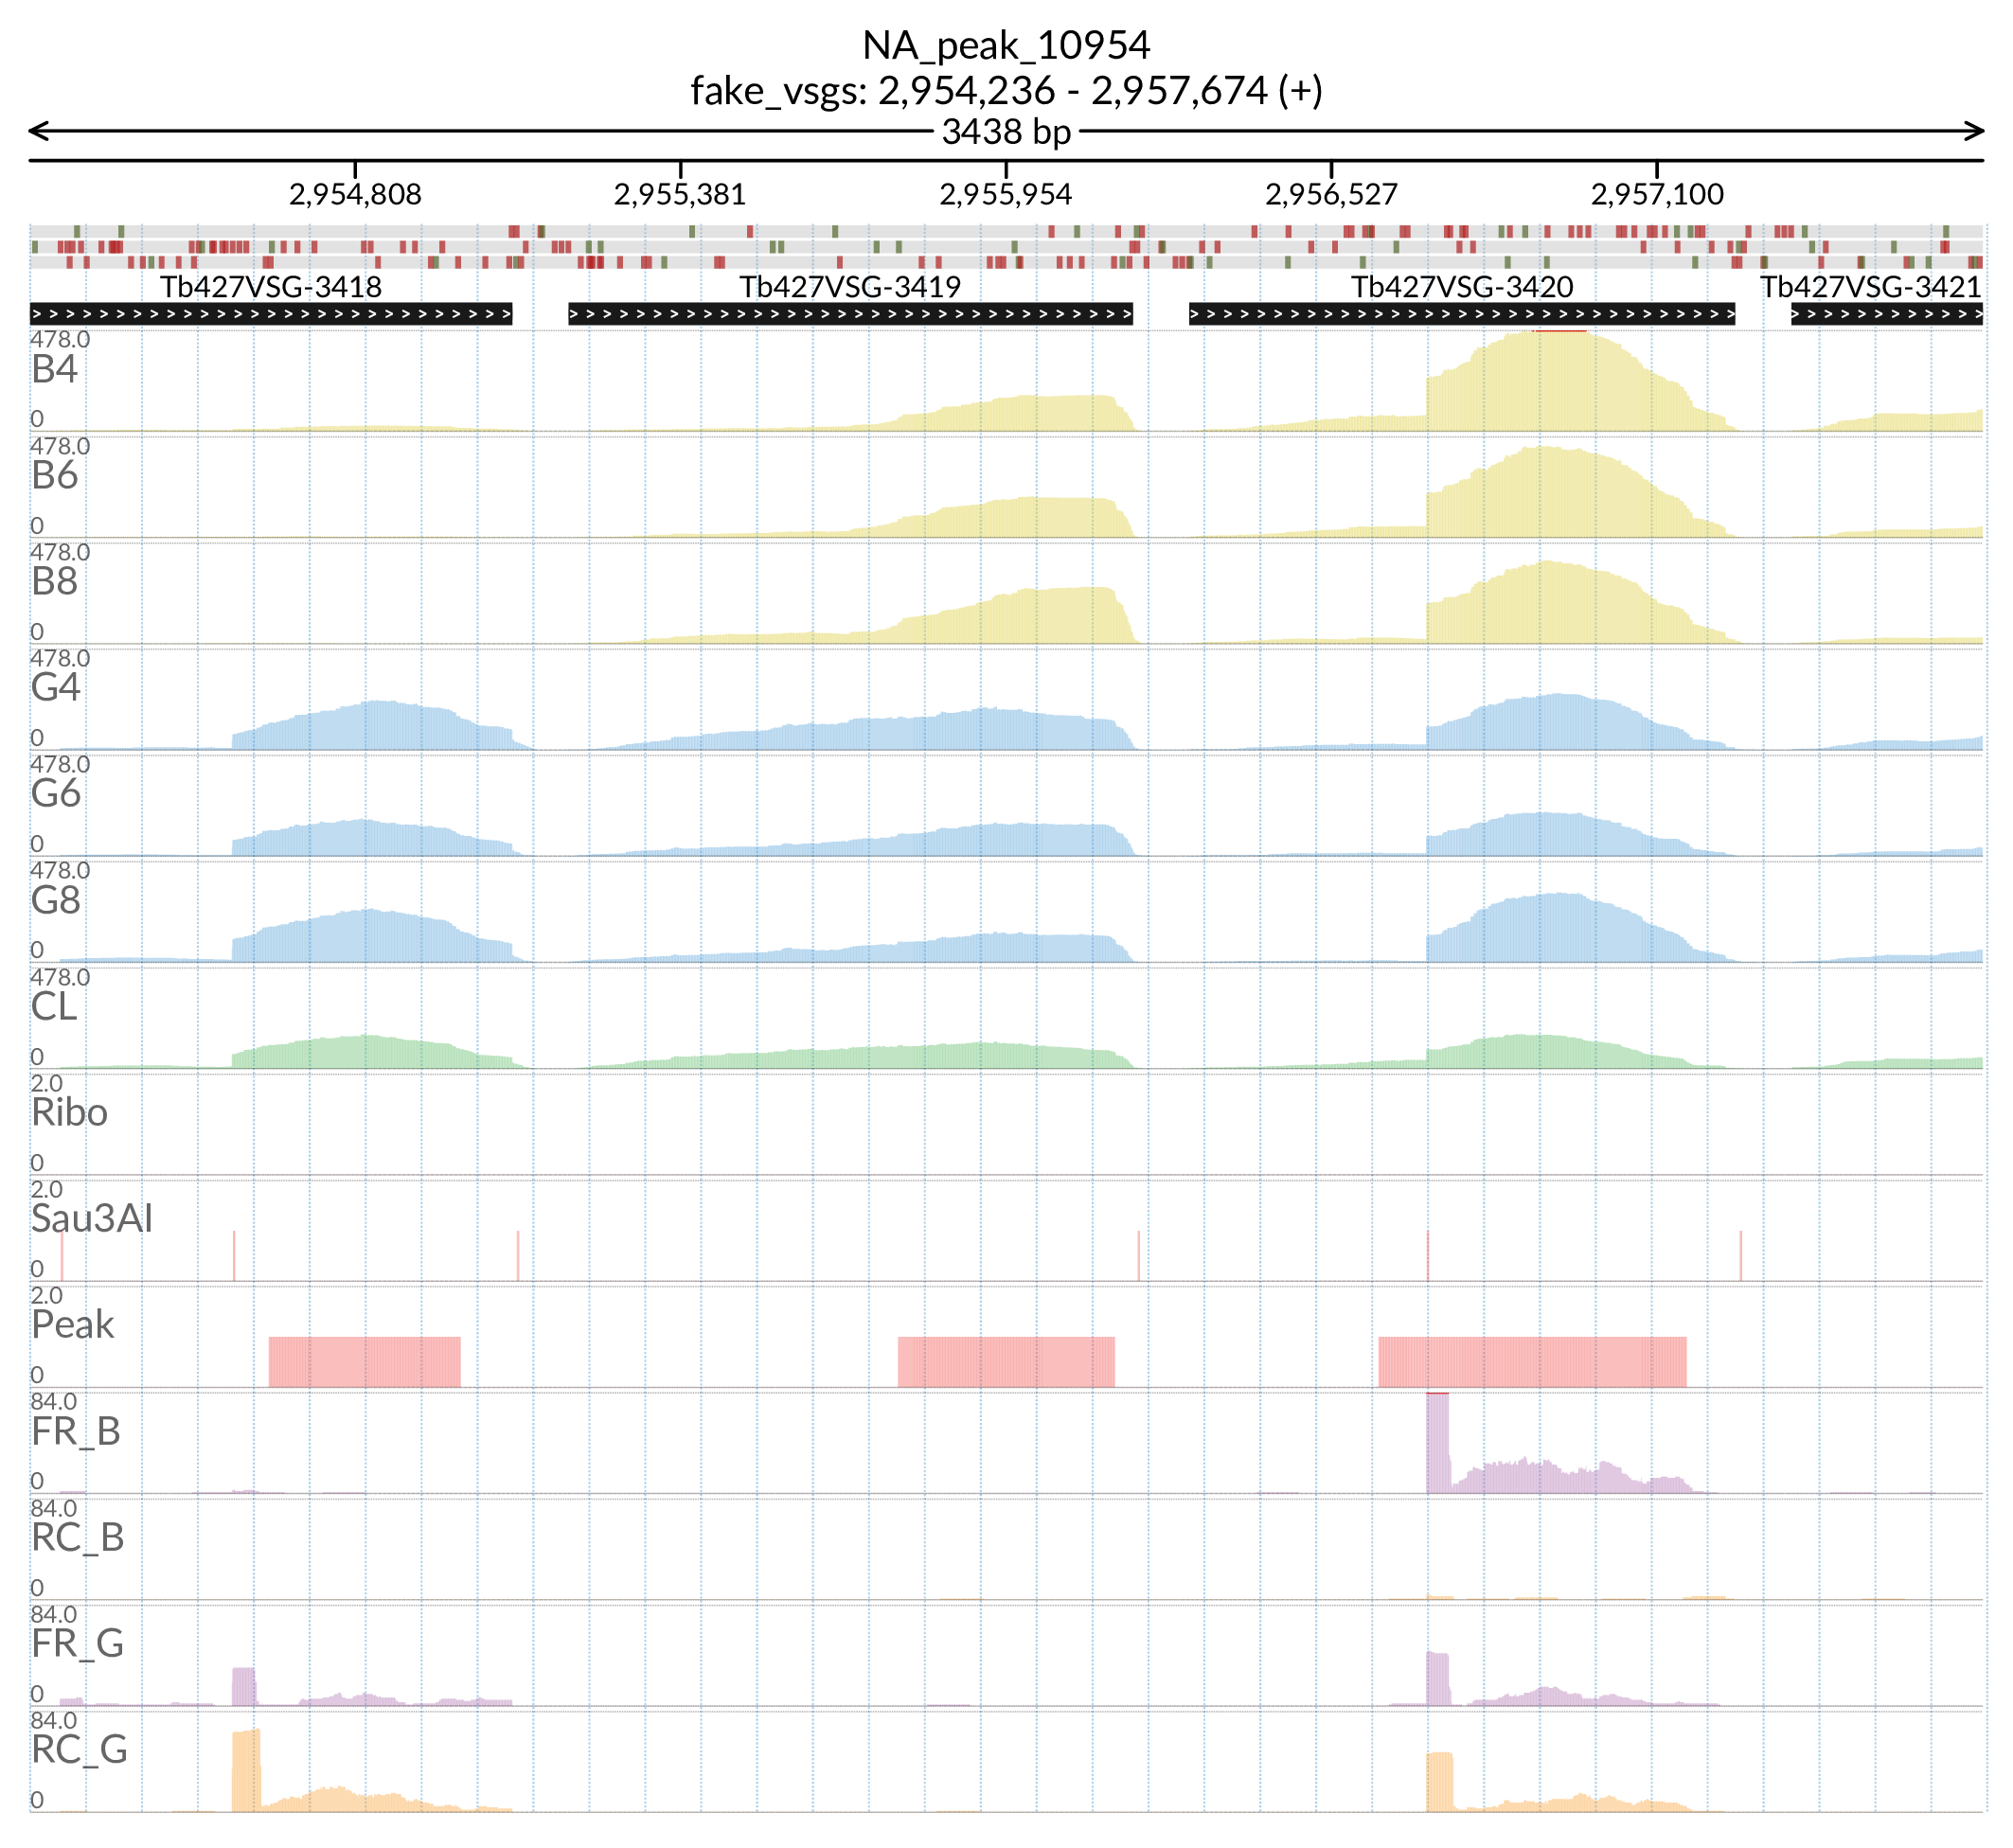 NA_peak_10954
fake_vsgs: 2,954,236 - 2,957,674 (+)
3438 bp
2,954,808 2,955,381 2,955,954 2,956,527 2,957,100
Tb427VSG-3418 Tb427VSG-3419 Tb427VSG-3420 Tb427VSG-3421
478.0
B4
0
478.0
B6
0
478.0
B8
0
478.0
G4
0
478.0
G6
0
478.0
G8
0
478.0
CL
0
2.0
Ribo
0
2.0
Sau3AI
0
2.0
Peak
0
84.0
FR_B
0
84.0
RC_B
0
84.0
FR_G
0
84.0
RC_G
0